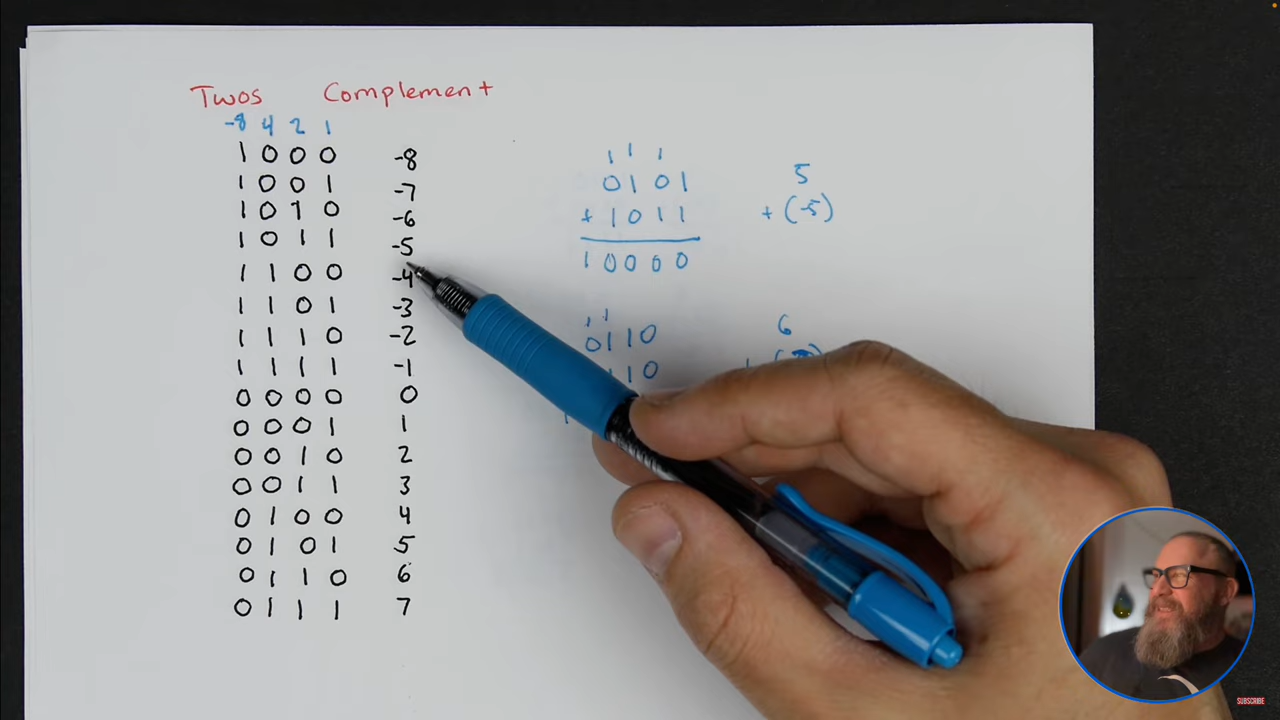 Twos Complement
-8 4 2 1
1 0 0 0 -8
1 0 0 1 -7
1 0 1 0 -6
1 0 1 1 -5
1 1 0 0 -4
1 1 0 1 -3
1 1 1 0 -2
1 1 1 1 -1
0 0 0 0 0
0 0 0 1 1
0 0 1 0 2
0 0 1 1 3
0 1 0 0 4
0 1 0 1 5
0 1 1 0 6
0 1 1 1 7
1 1 1
0101 5
+ 1011 + (-5)
10000
1 1
0110 6
110
SUBSCRIBE